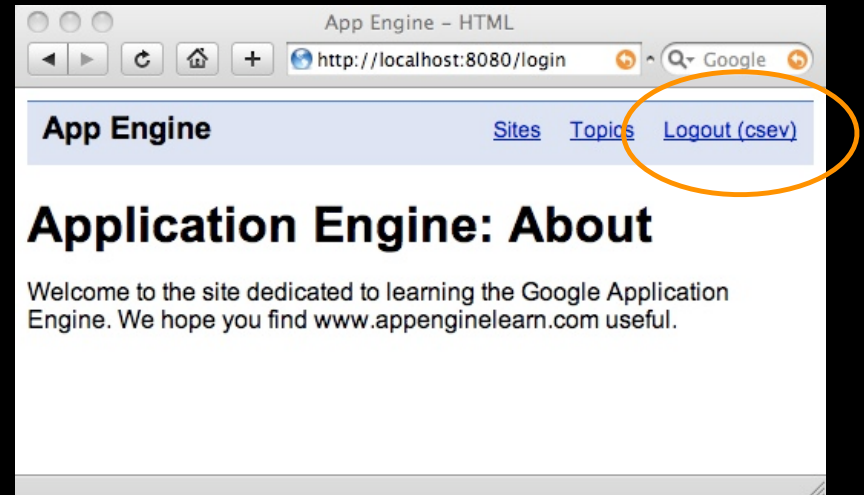 App Engine – HTML
http://localhost:8080/login Google
App Engine Sites Topics Logout (csev)
Application Engine: About
Welcome to the site dedicated to learning the Google Application
Engine. We hope you find www.appenginelearn.com useful.